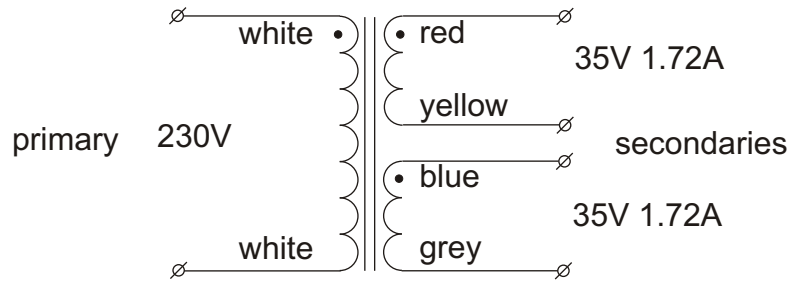 white
red
35V 1.72A
yellow
primary 230V
secondaries
blue
35V 1.72A
white
grey